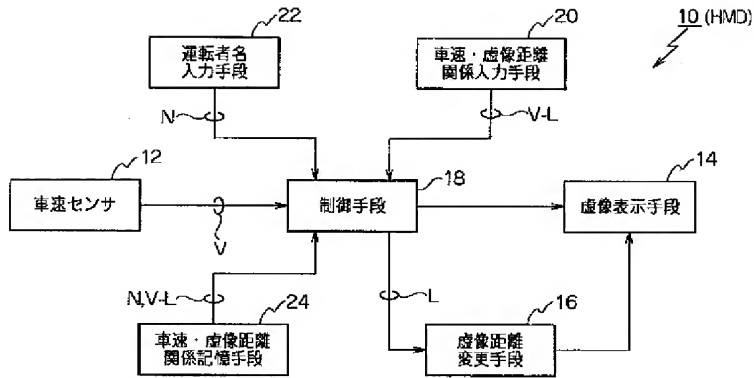 22
20
10 (HMD)
運転者名
入力手段
車速・虚像距離
関係入力手段
N
V-L
12
18
14
車速センサ
制御手段
虚像表示手段
V
N,V-L
24
L
16
車速・虚像距離
関係記憶手段
虚像距離
変更手段